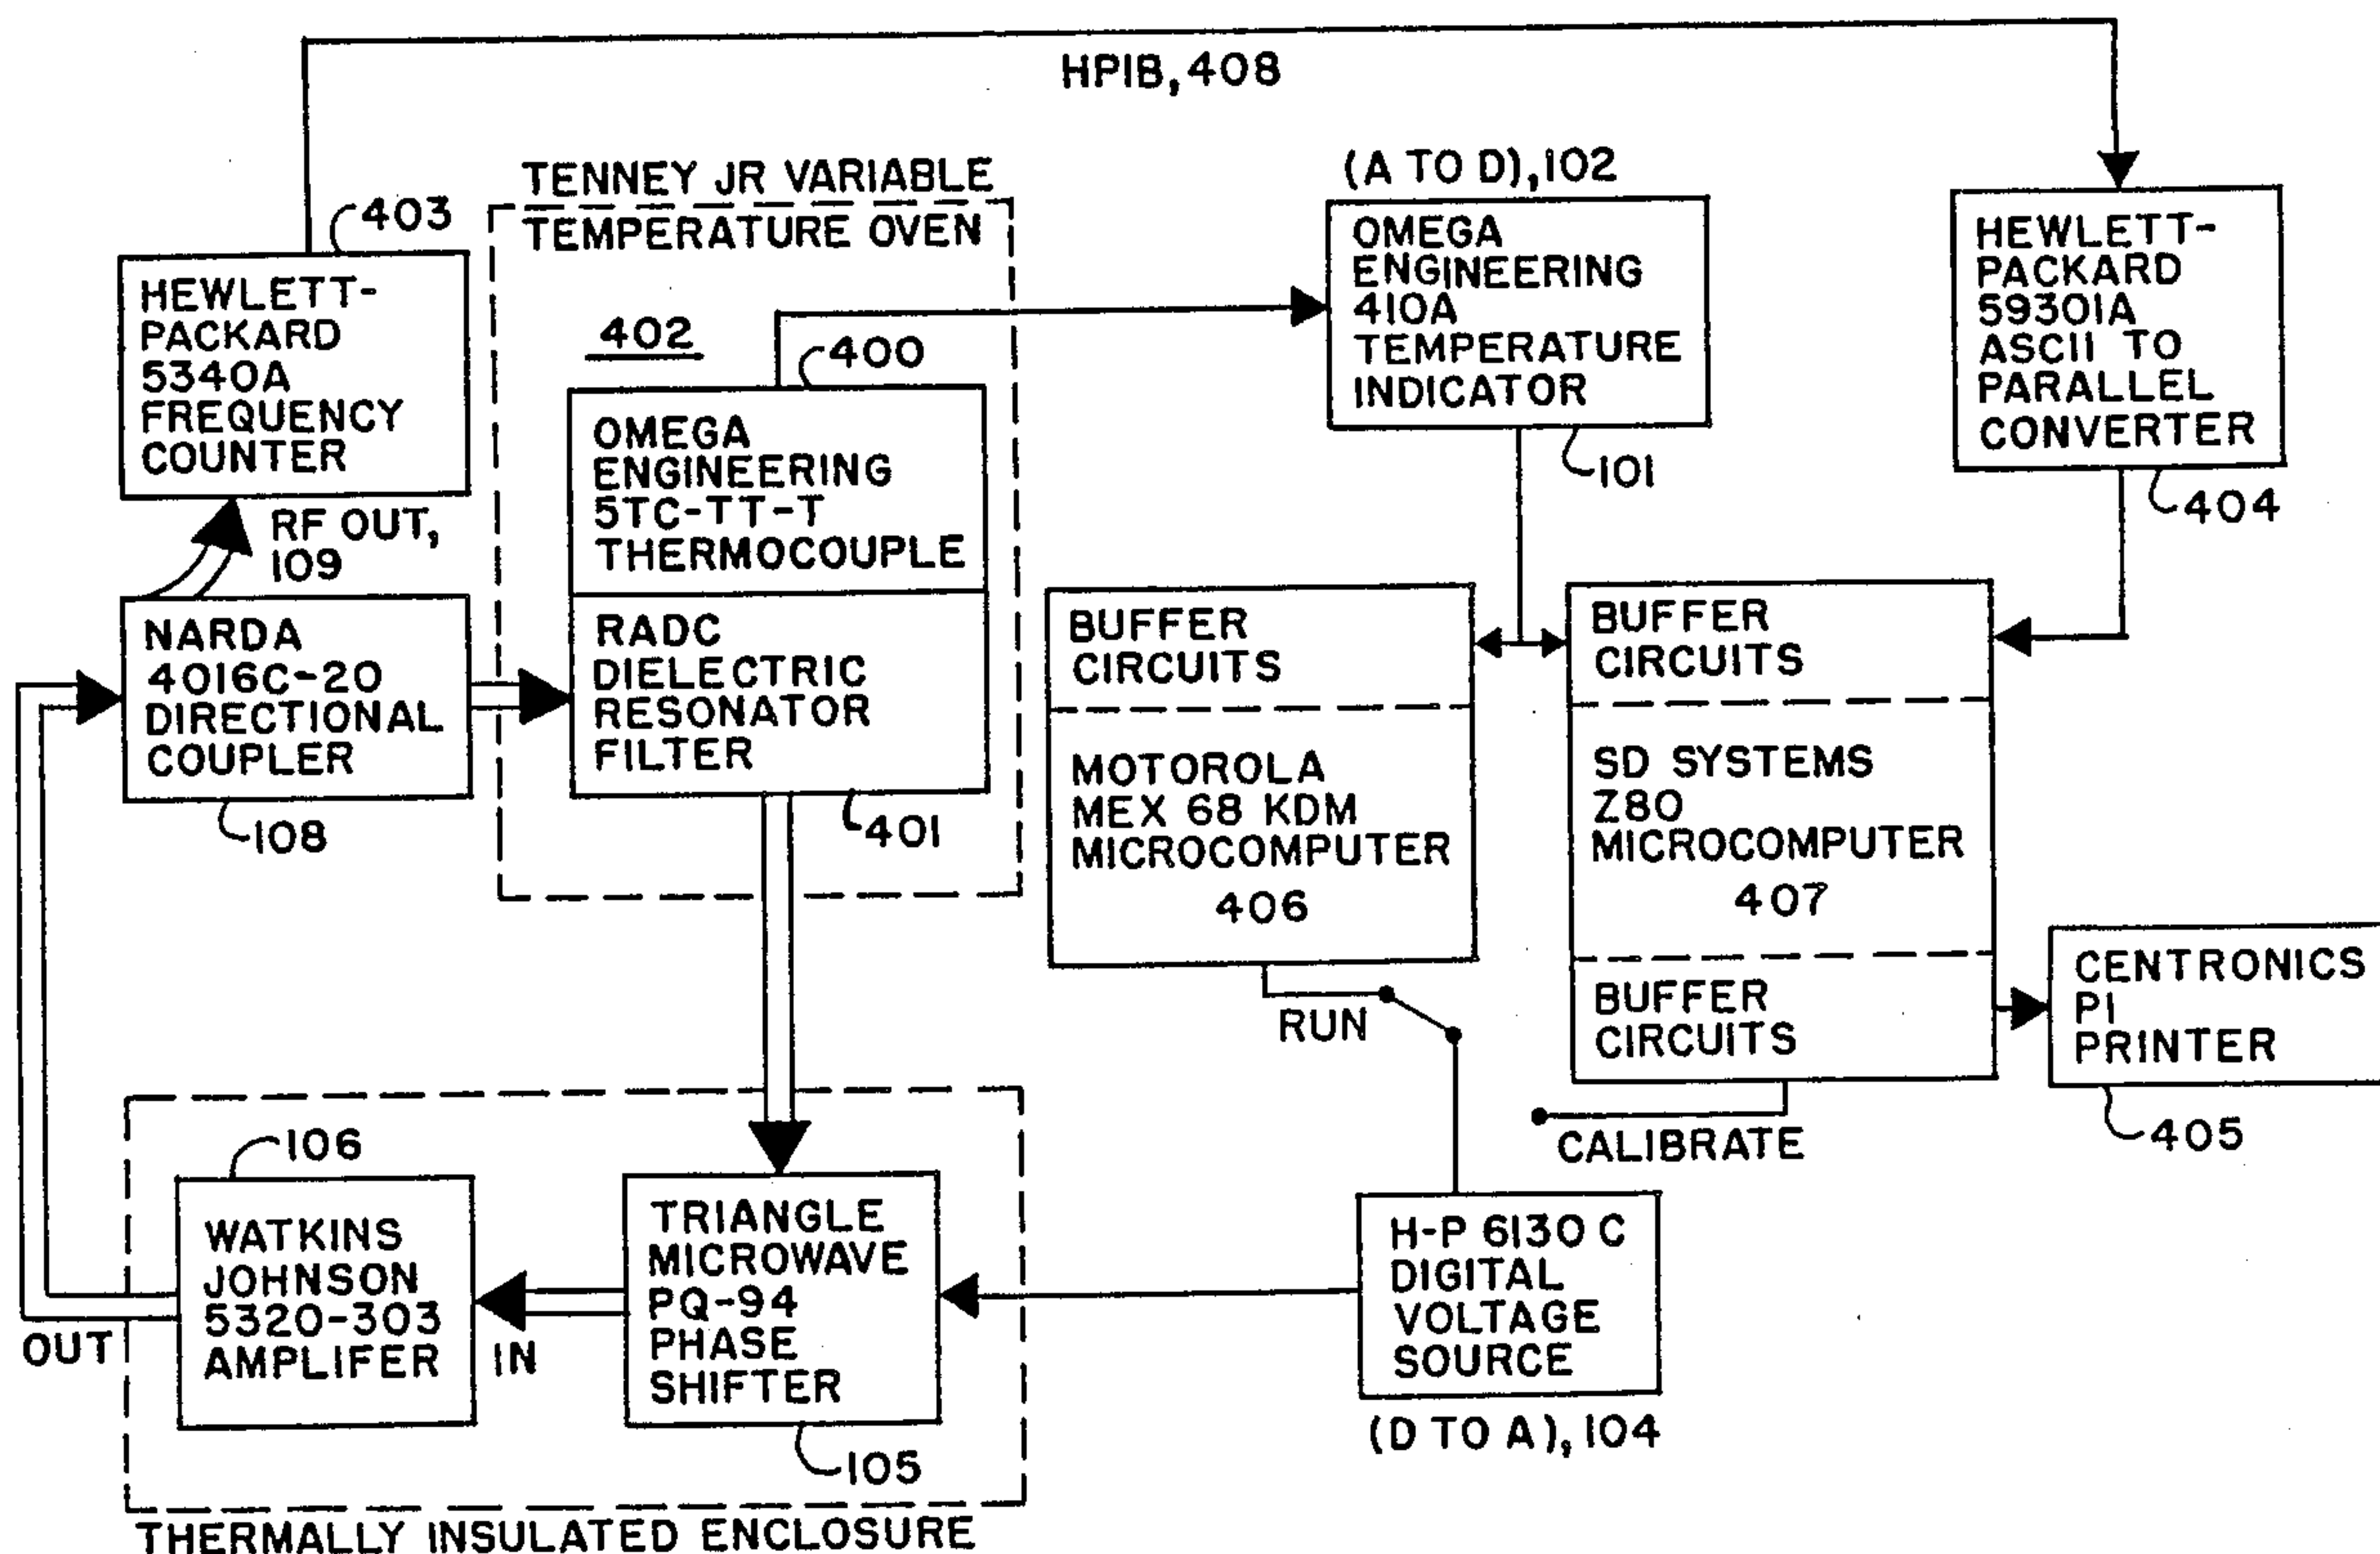 HPIB, 408
TENNEY JR VARIABLE
TEMPERATURE OVEN
(A TO D), 102
403
HEWLETT-
PACKARD
5340A
FREQUENCY
COUNTER
402
400
OMEGA
ENGINEERING
5TC-TT-T
THERMOCOUPLE
OMEGA
ENGINEERING
410A
TEMPERATURE
INDICATOR
101
HEWLETT-
PACKARD
59301A
ASCII TO
PARALLEL
CONVERTER
404
RF OUT,
109
NARDA
4016C-20
DIRECTIONAL
COUPLER
108
RADC
DIELECTRIC
RESONATOR
FILTER
401
BUFFER
CIRCUITS
MOTOROLA
MEX 68 KDM
MICROCOMPUTER
406
BUFFER
CIRCUITS
SD SYSTEMS
Z80
MICROCOMPUTER
407
BUFFER
CIRCUITS
CENTRONICS
P1
PRINTER
405
RUN
CALIBRATE
106
WATKINS
JOHNSON
5320-303
AMPLIFER
OUT
IN
TRIANGLE
MICROWAVE
PQ-94
PHASE
SHIFTER
105
H-P 6130 C
DIGITAL
VOLTAGE
SOURCE
(D TO A), 104
THERMALLY INSULATED ENCLOSURE